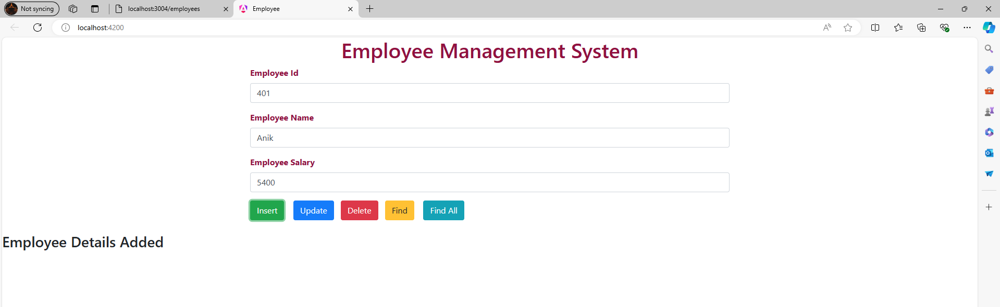 Not syncing
localhost:3004/employees
Employee
localhost:4200
Employee Management System
Employee Id
401
Employee Name
Anik
Employee Salary
5400
Insert Update Delete Find Find All
Employee Details Added